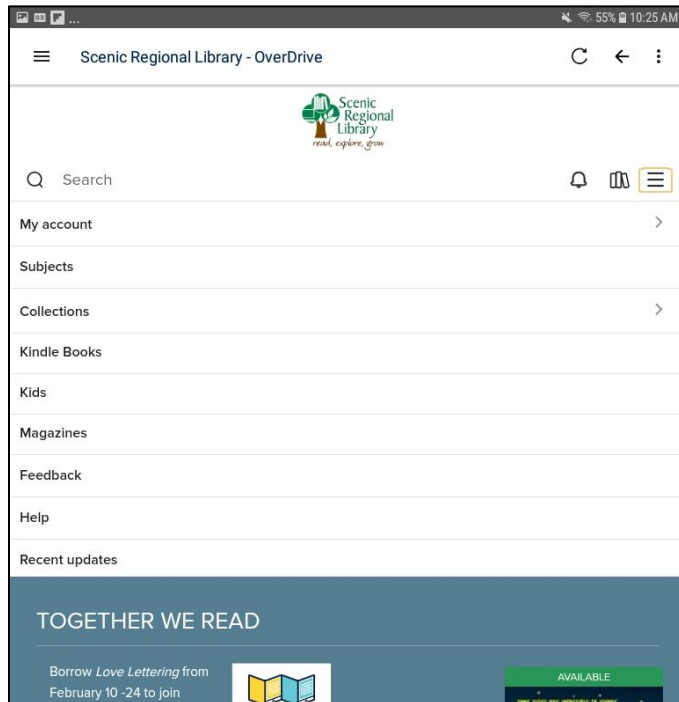 ...
55% 10:25 AM
Scenic Regional Library - OverDrive
Scenic
Regional
Library
read, explore, grow
Search
My account
Subjects
Collections
Kindle Books
Kids
Magazines
Feedback
Help
Recent updates
TOGETHER WE READ
Borrow Love Lettering from
February 10 -24 to join
AVAILABLE